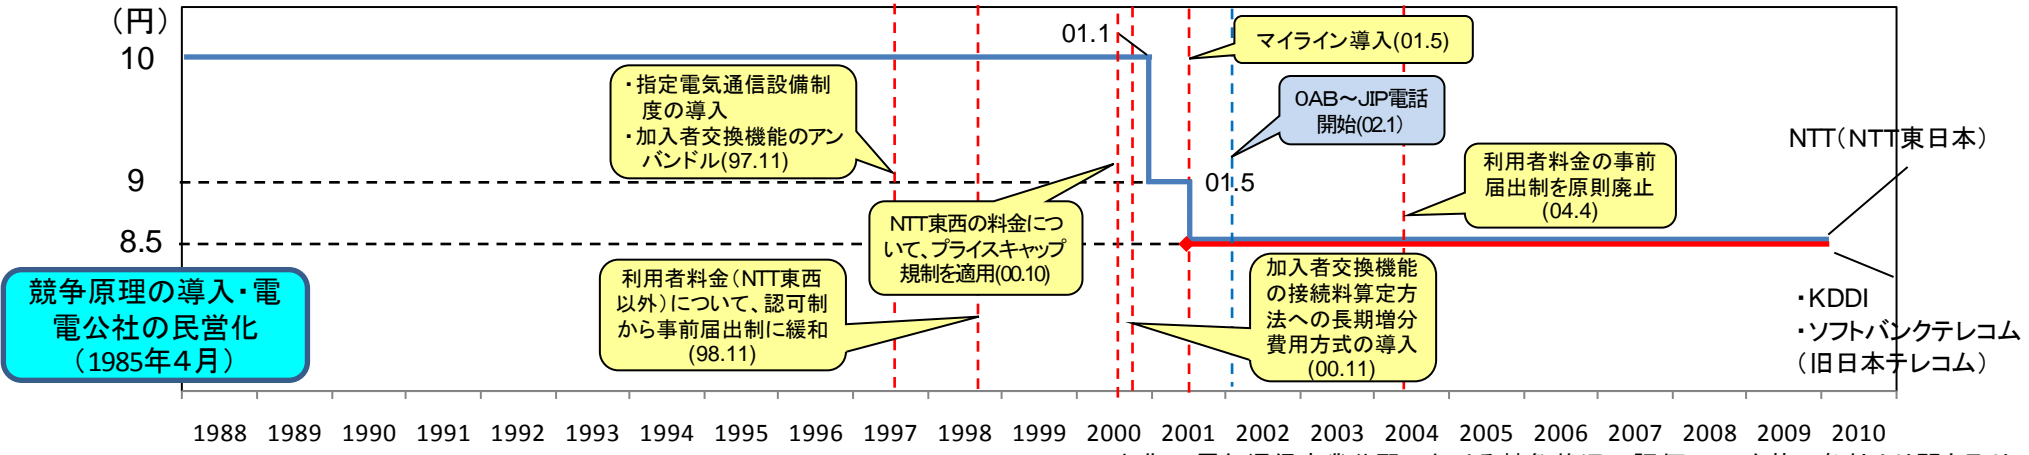 （円）
10
9
8.5
01.1
01.5
マイライン導入(01.5)
・指定電気通信設備制
度の導入
・加入者交換機能のアン
バンドル(97.11)
0AB～JIP電話
開始(02.1)
NTT（NTT東日本）
利用者料金の事前
届出制を原則廃止
(04.4)
NTT東西の料金につ
いて、プライスキャップ
規制を適用(00.10)
利用者料金（NTT東西
以外）について、認可制
から事前届出制に緩和
(98.11)
加入者交換機能
の接続料算定方
法への長期増分
費用方式の導入
(00.11)
競争原理の導入・電
電公社の民営化
（1985年４月）
・KDDI
・ソフトバンクテレコム
（旧日本テレコム）
1988 1989 1990 1991 1992 1993 1994 1995 1996 1997 1998 1999 2000 2001 2002 2003 2004 2005 2006 2007 2008 2009 2010